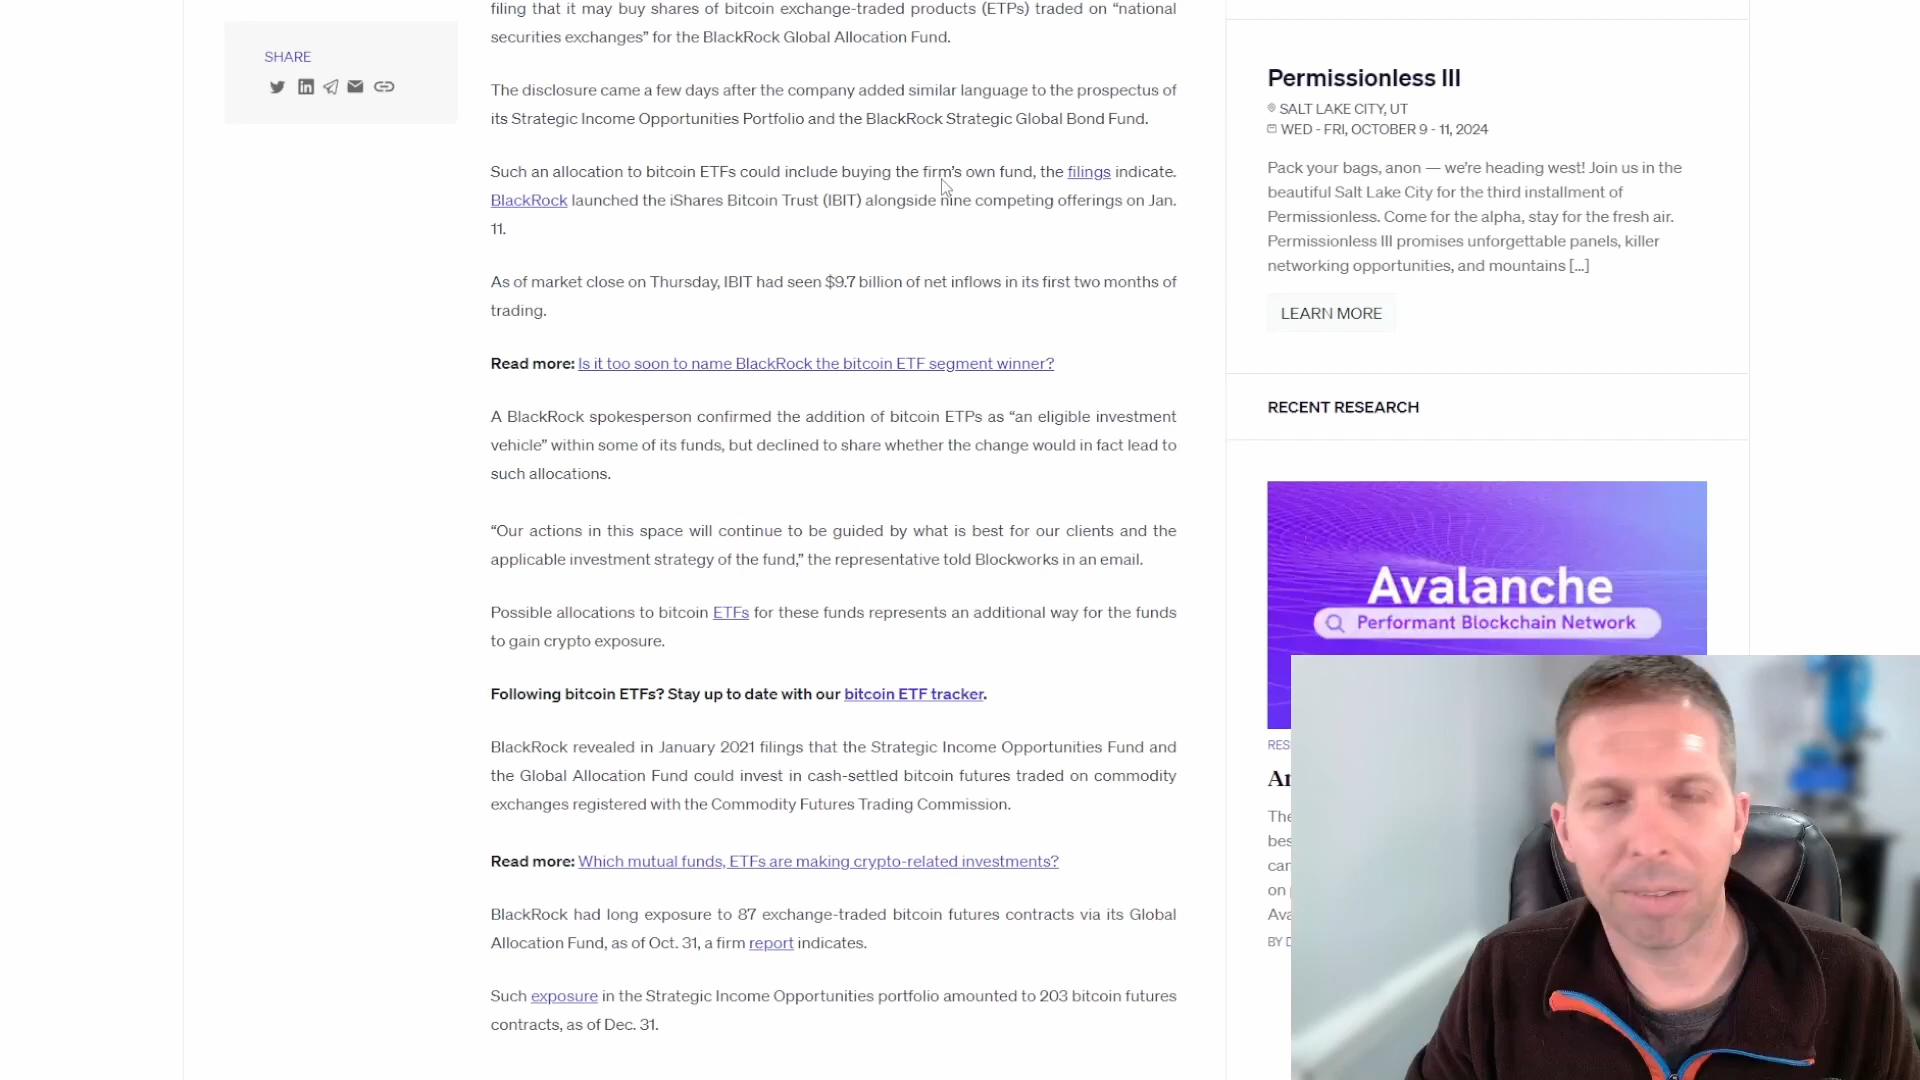 filing that it may buy shares of bitcoin exchange-traded products (ETPs) traded on “national
securities exchanges” for the BlackRock Global Allocation Fund.
SHARE
The disclosure came a few days after the company added similar language to the prospectus of
its Strategic Income Opportunities Portfolio and the BlackRock Strategic Global Bond Fund.
Such an allocation to bitcoin ETFs could include buying the firm’s own fund, the filings indicate.
BlackRock launched the iShares Bitcoin Trust (IBIT) alongside nine competing offerings on Jan.
11.
As of market close on Thursday, IBIT had seen $9.7 billion of net inflows in its first two months of
trading.
Read more: Is it too soon to name BlackRock the bitcoin ETF segment winner?
A BlackRock spokesperson confirmed the addition of bitcoin ETPs as “an eligible investment
vehicle” within some of its funds, but declined to share whether the change would in fact lead to
such allocations.
“Our actions in this space will continue to be guided by what is best for our clients and the
applicable investment strategy of the fund,” the representative told Blockworks in an email.
Possible allocations to bitcoin ETFs for these funds represents an additional way for the funds
to gain crypto exposure.
Following bitcoin ETFs? Stay up to date with our bitcoin ETF tracker.
BlackRock revealed in January 2021 filings that the Strategic Income Opportunities Fund and
the Global Allocation Fund could invest in cash-settled bitcoin futures traded on commodity
exchanges registered with the Commodity Futures Trading Commission.
Read more: Which mutual funds, ETFs are making crypto-related investments?
BlackRock had long exposure to 87 exchange-traded bitcoin futures contracts via its Global
Allocation Fund, as of Oct. 31, a firm report indicates.
Such exposure in the Strategic Income Opportunities portfolio amounted to 203 bitcoin futures
contracts, as of Dec. 31.
Permissionless III
SALT LAKE CITY, UT
WED - FRI, OCTOBER 9 - 11, 2024
Pack your bags, anon — we’re heading west! Join us in the
beautiful Salt Lake City for the third installment of
Permissionless. Come for the alpha, stay for the fresh air.
Permissionless III promises unforgettable panels, killer
networking opportunities, and mountains [...]
LEARN MORE
RECENT RESEARCH
Avalanche
Performant Blockchain Network
RES
The
bes
car
on
Ava
BY D